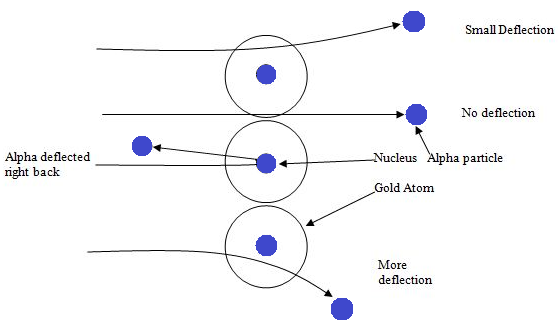 Small Deflection
No deflection
Alpha deflected
right back
Nucleus
Alpha particle
Gold Atom
More
deflection